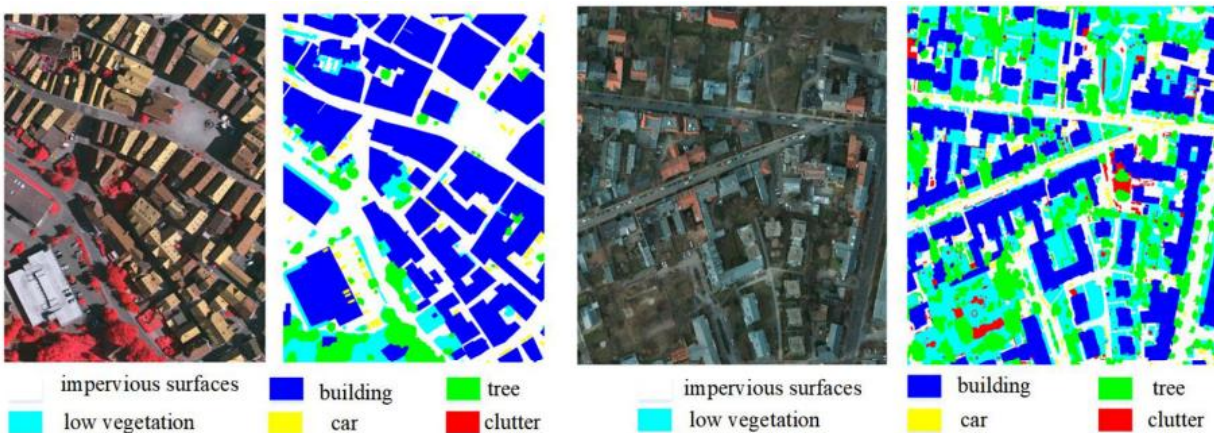 impervious surfaces
building
tree
low vegetation
car
clutter
impervious surfaces
building
tree
low vegetation
car
clutter